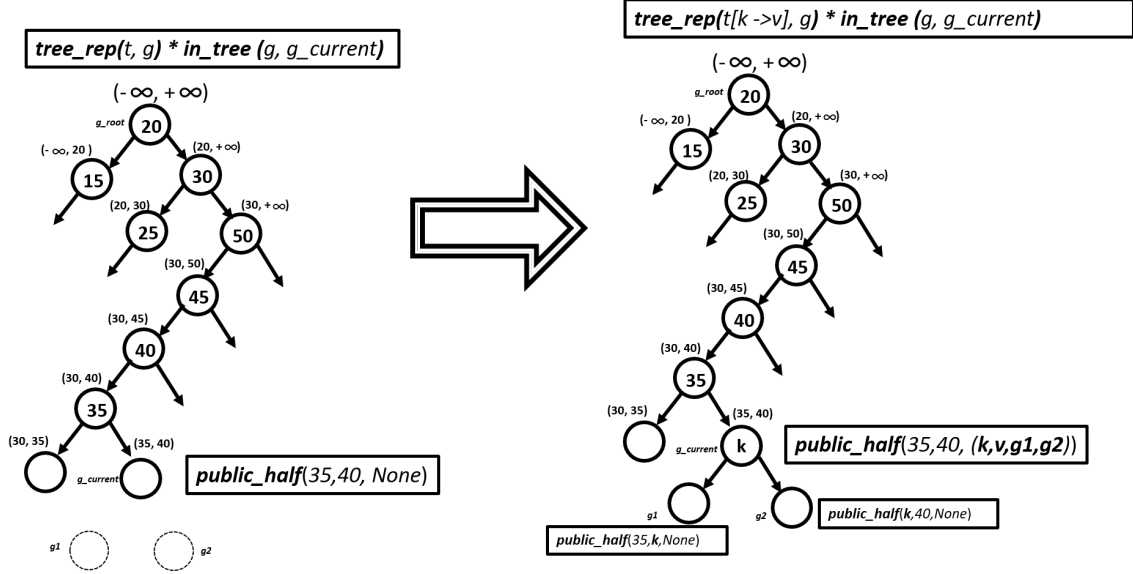 tree_rep(t, g) * in_tree (g, g_current)
(- ∞, + ∞)
g_root
20
(- ∞, 20 )
(20, + ∞)
15
30
(20, 30)
(30, + ∞)
25
50
(30, 50)
45
(30, 45)
40
(30, 40)
35
(30, 35)
(35, 40)
g_current
public_half(35,40, None)
g1
g2
tree_rep(t[k ->v], g) * in_tree (g, g_current)
(- ∞, + ∞)
g_root
20
(- ∞, 20 )
(20, + ∞)
15
30
(20, 30)
(30, + ∞)
25
50
(30, 50)
45
(30, 45)
40
(30, 40)
35
(30, 35)
(35, 40)
g_current
k
public_half(35,40, (k,v,g1,g2))
g1
g2
public_half(k,40,None)
public_half(35,k,None)